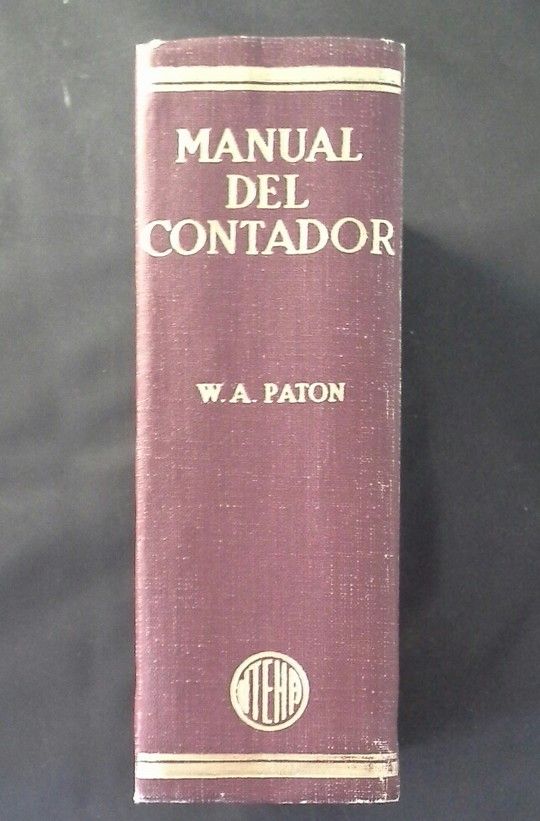 MANUAL
DEL
CONTADOR
W. A. PATON
UTEHA